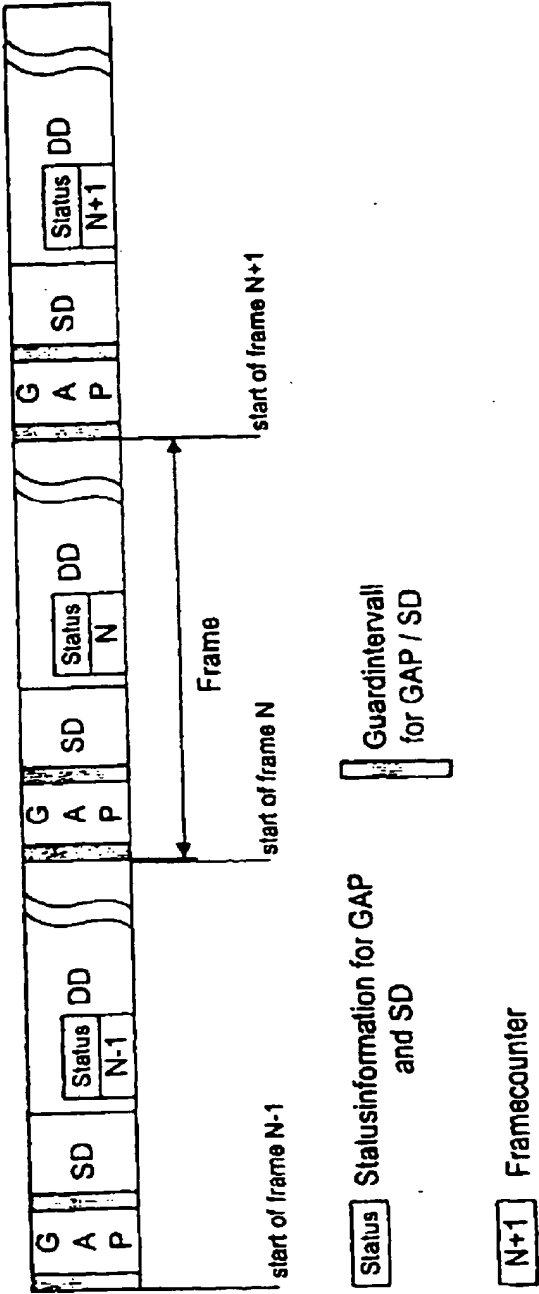 G
A
P
SD
Status
N-1
DD
G
A
P
SD
Status
N
DD
G
A
P
SD
Status
N+1
DD
start of frame N-1
start of frame N
Frame
start of frame N+1
Status
Statusinformation for GAP
and SD
Guardintervall
for GAP / SD
N+1
Framecounter